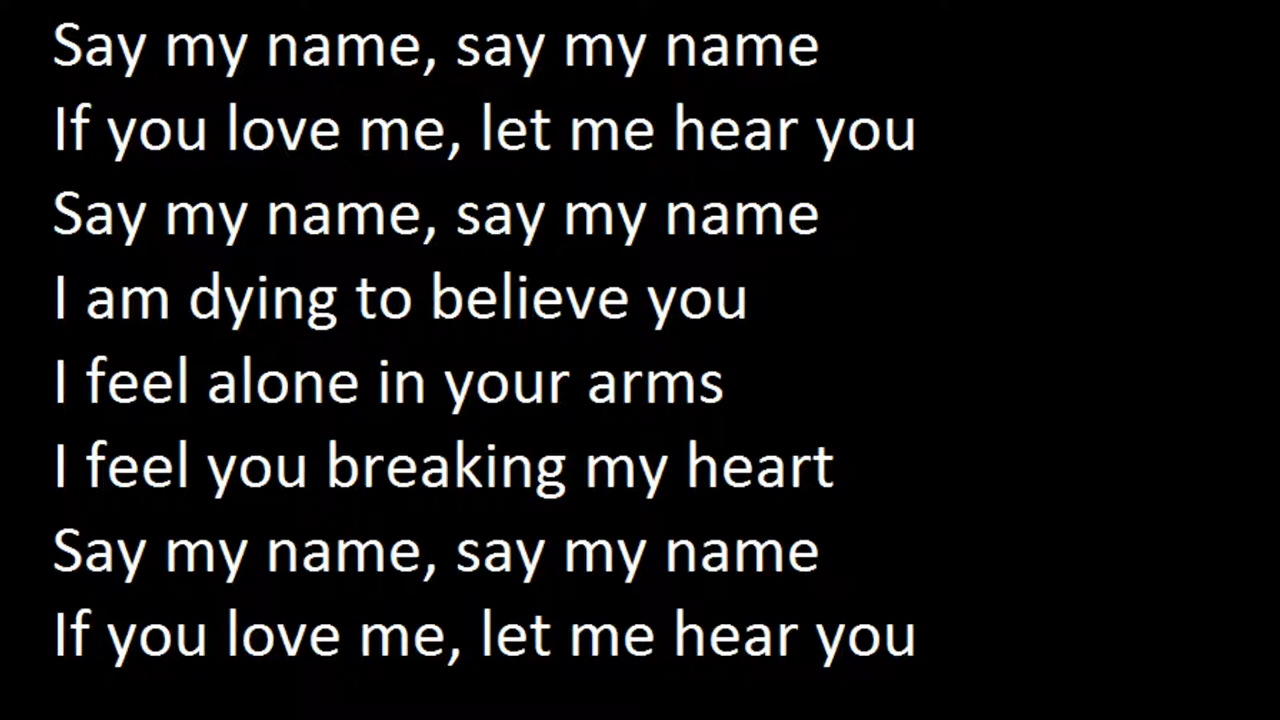 Say my name, say my name
If you love me, let me hear you
Say my name, say my name
I am dying to believe you
I feel alone in your arms
I feel you breaking my heart
Say my name, say my name
If you love me, let me hear you